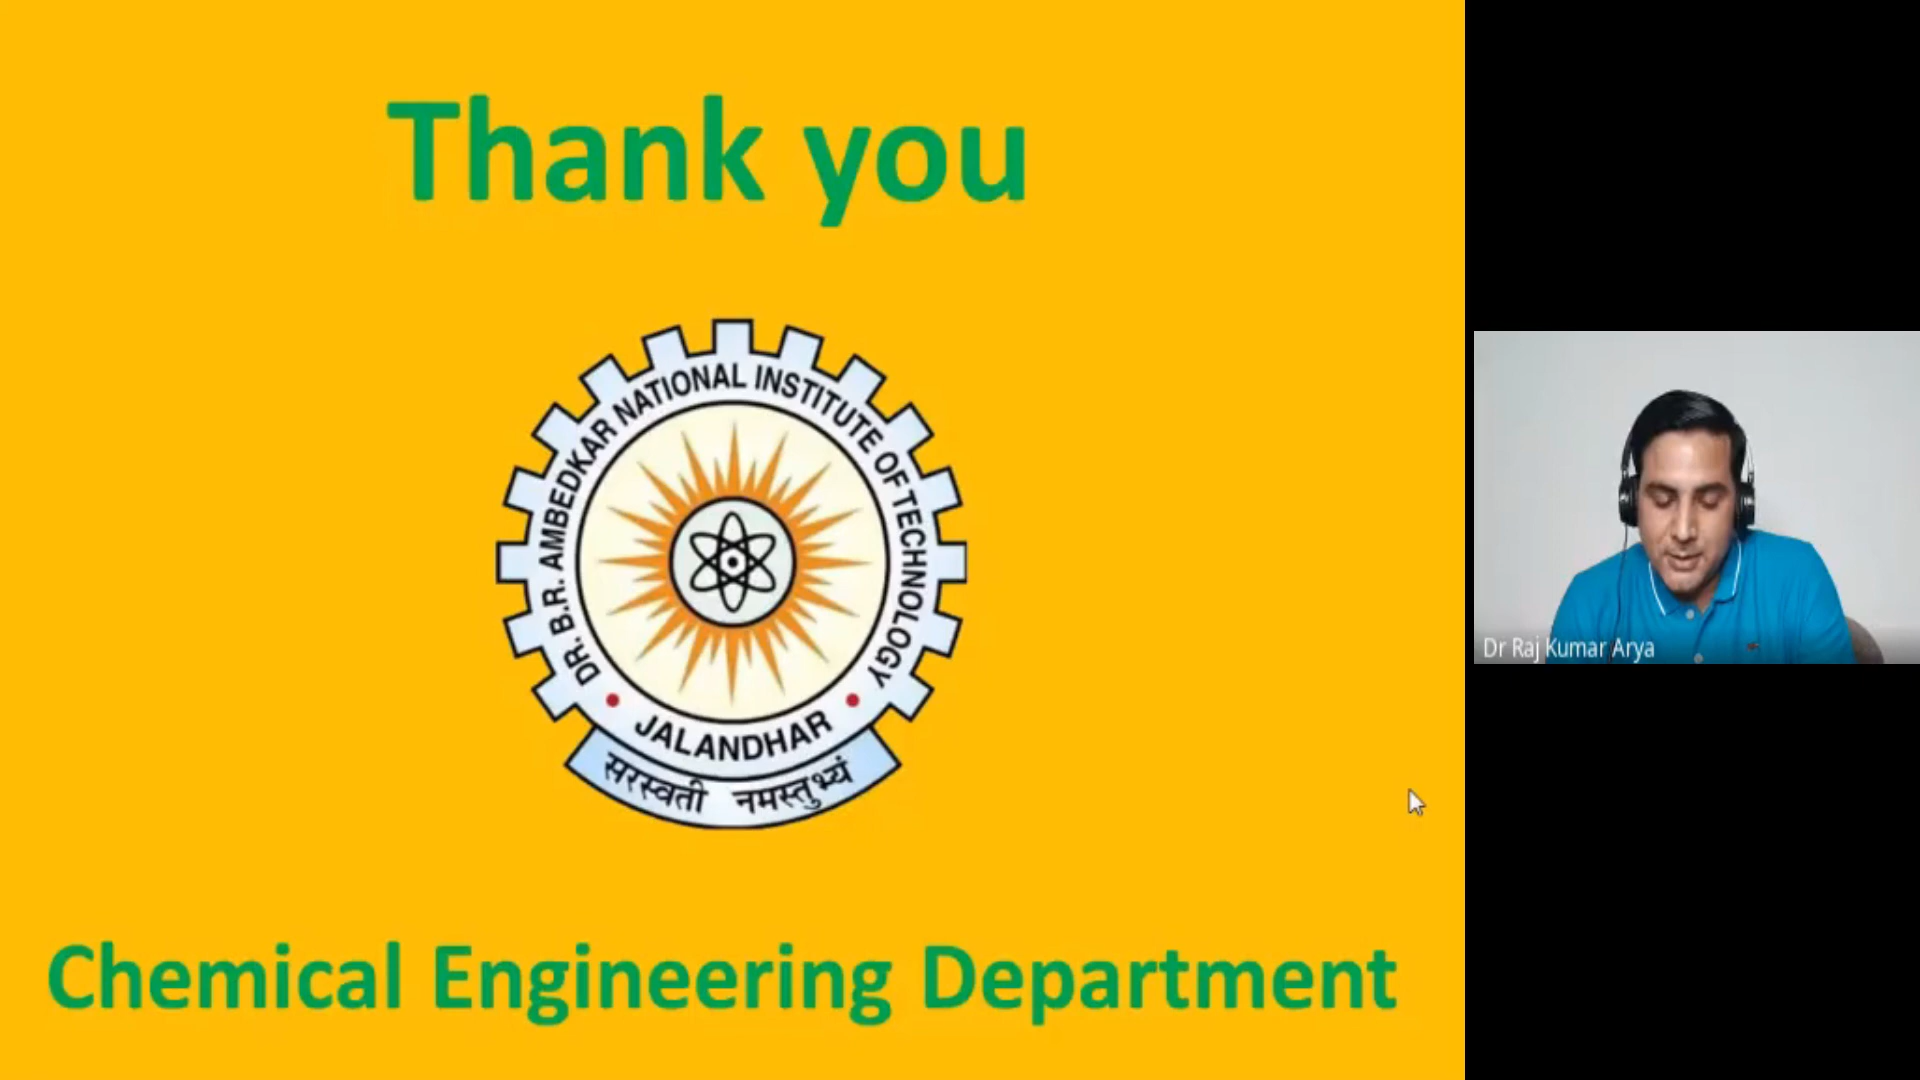 Thank you
DR. B.R. AMBEDKAR NATIONAL INSTITUTE OF TECHNOLOGY
JALANDHAR
सरस्वती नमस्तुभ्यं
Chemical Engineering Department
Dr Raj Kumar Arya